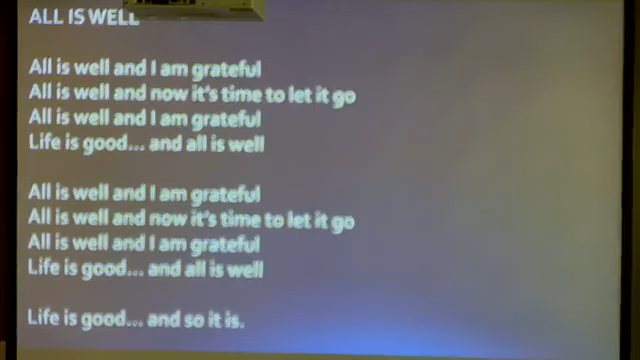 ALL IS WELL
All is well and I am grateful
All is well and now it's time to let it go
All is well and I am grateful
Life is good... and all is well
All is well and I am grateful
All is well and now it's time to let it go
All is well and I am grateful
Life is good... and all is well
Life is good... and so it is.